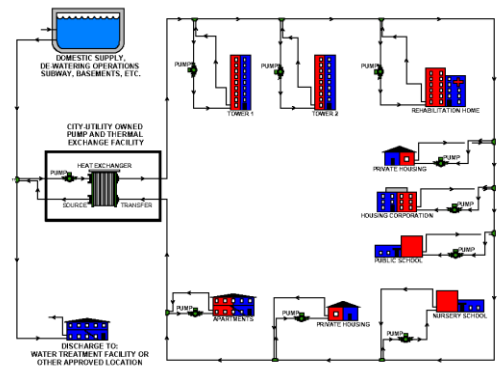 DOMESTIC SUPPLY,
DE-WATERING OPERATIONS
SUBWAY, BASEMENTS, ETC.
PUMP
TOWER 1
PUMP
TOWER 2
PUMP
REHABILITATION HOME
CITY-UTILITY OWNED
PUMP AND THERMAL
EXCHANGE FACILITY
HEAT EXCHANGER
PUMP
SOURCE
TRANSFER
PRIVATE HOUSING
PUMP
HOUSING CORPORATION
PUMP
PUBLIC SCHOOL
PUMP
APARTMENTS
PUMP
PRIVATE HOUSING
PUMP
NURSERY SCHOOL
PUMP
DISCHARGE TO:
WATER TREATMENT FACILITY OR
OTHER APPROVED LOCATION